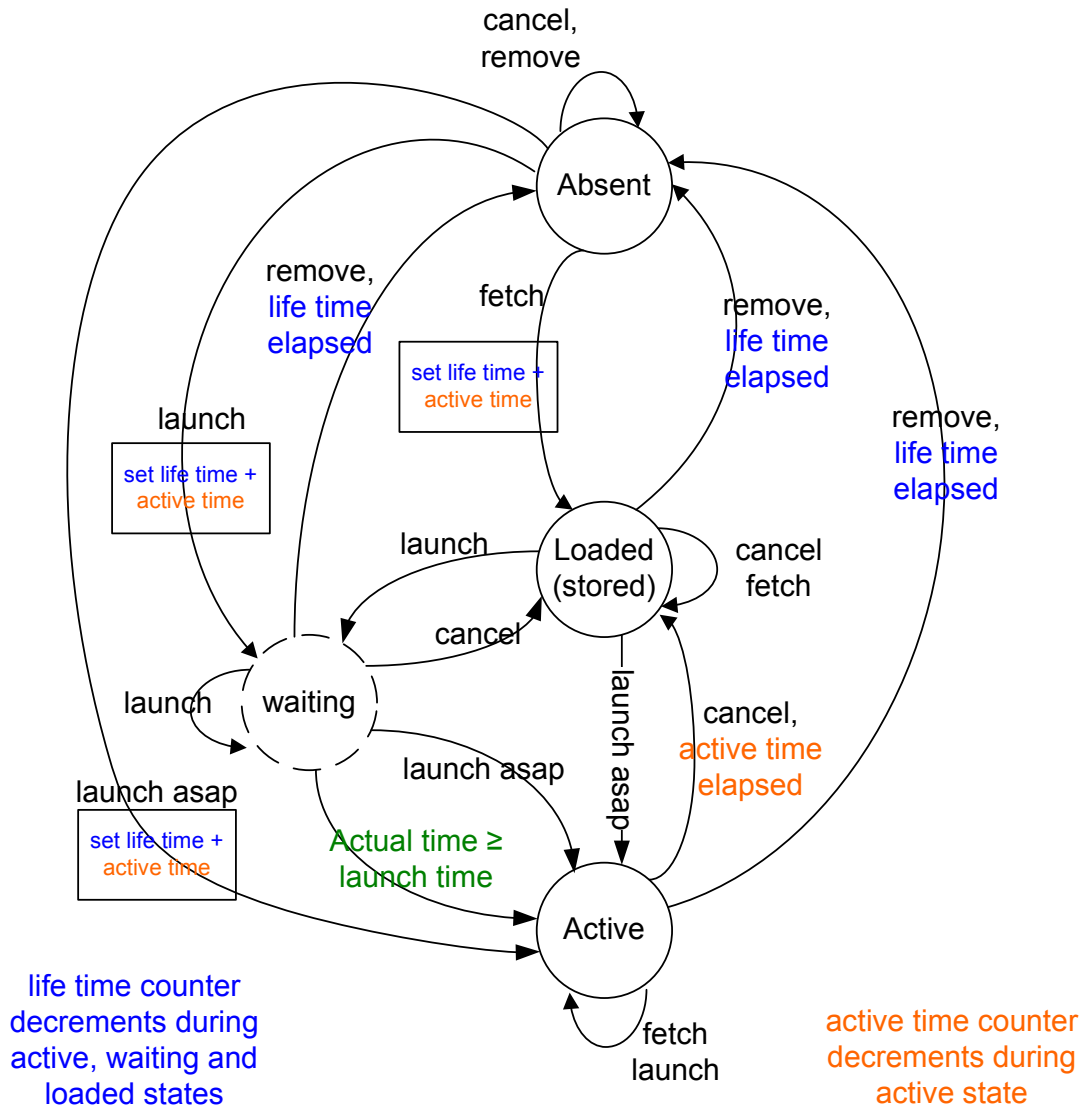 cancel,
remove
Absent
remove,
life time
elapsed
fetch
set life time +
active time
remove,
life time
elapsed
launch
set life time +
active time
remove,
life time
elapsed
launch
Loaded
(stored)
cancel
fetch
cancel
launch
waiting
launch asap
launch asap
cancel,
active time
elapsed
launch asap
set life time +
active time
Actual time ≥
launch time
Active
fetch
launch
life time counter
decrements during
active, waiting and
loaded states
active time counter
decrements during
active state